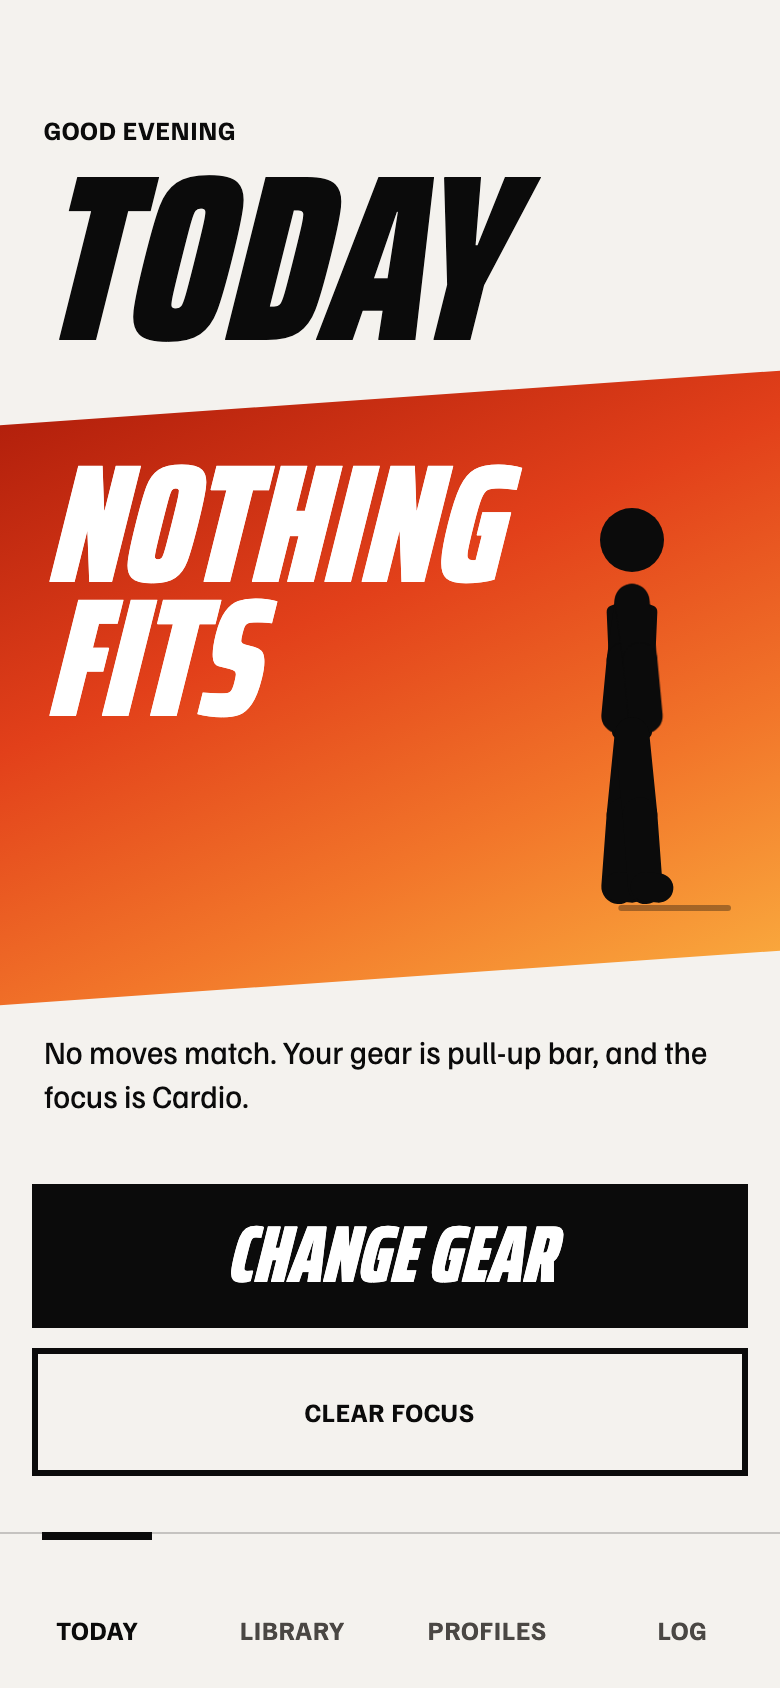 GOOD EVENING
TODAY
NOTHING
FITS
No moves match. Your gear is pull-up bar, and the
focus is Cardio.
CHANGE GEAR
CLEAR FOCUS
TODAY LIBRARY PROFILES LOG